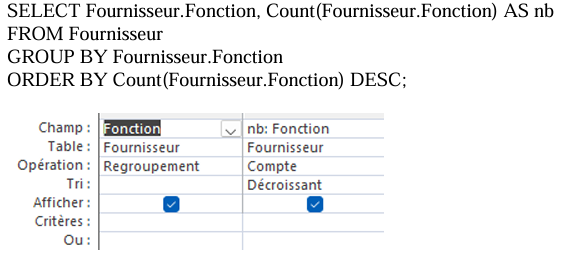 SELECT Fournisseur.Fonction, Count(Fournisseur.Fonction) AS nb
FROM Fournisseur
GROUP BY Fournisseur.Fonction
ORDER BY Count(Fournisseur.Fonction) DESC;
Champ : Fonction nb: Fonction
Table : Fournisseur Fournisseur
Opération : Regroupement Compte
Tri : Décroissant
Afficher :
Critères :
Ou :